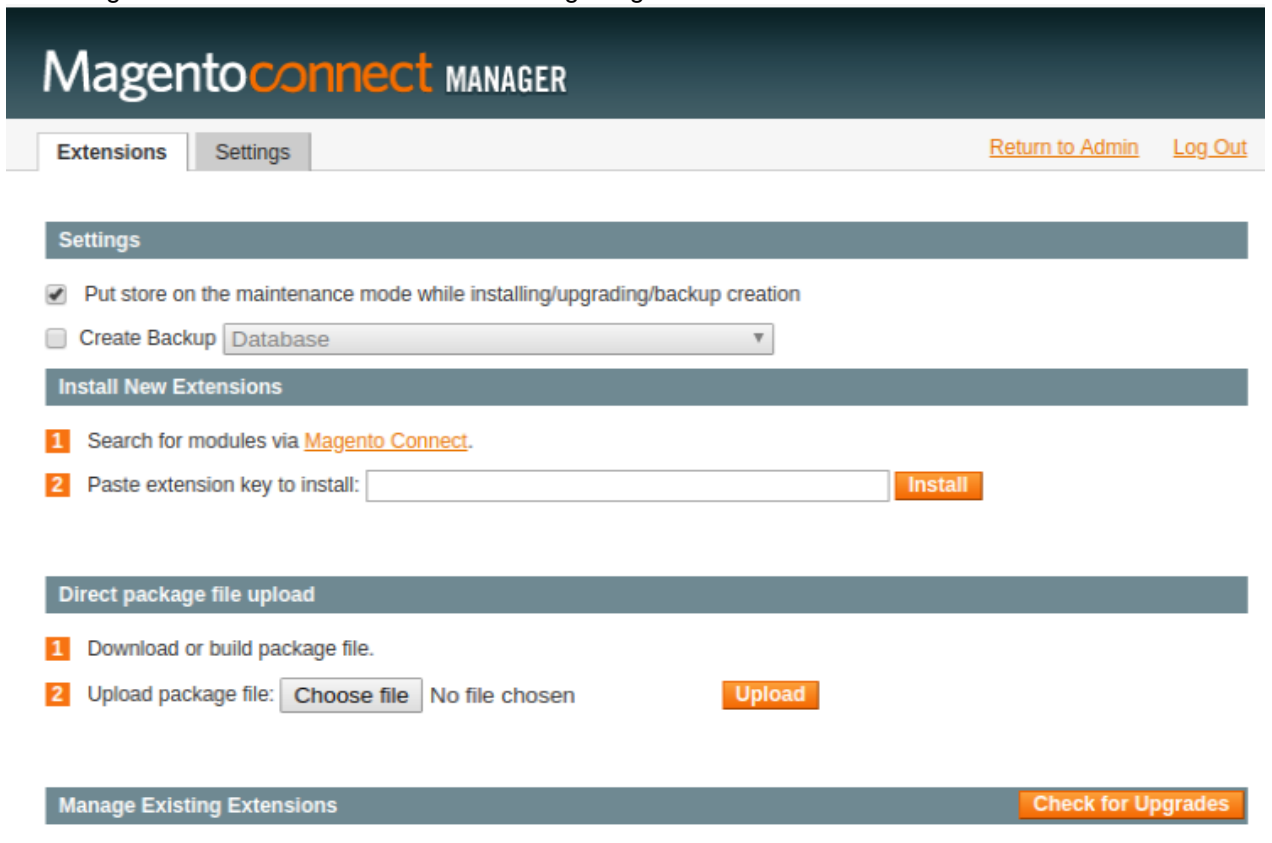 Magentoconnect MANAGER
Extensions Settings Return to Admin Log Out
Settings
Put store on the maintenance mode while installing/upgrading/backup creation
Create Backup Database
Install New Extensions
1 Search for modules via Magento Connect.
2 Paste extension key to install: Install
Direct package file upload
1 Download or build package file.
2 Upload package file: Choose file No file chosen Upload
Manage Existing Extensions Check for Upgrades